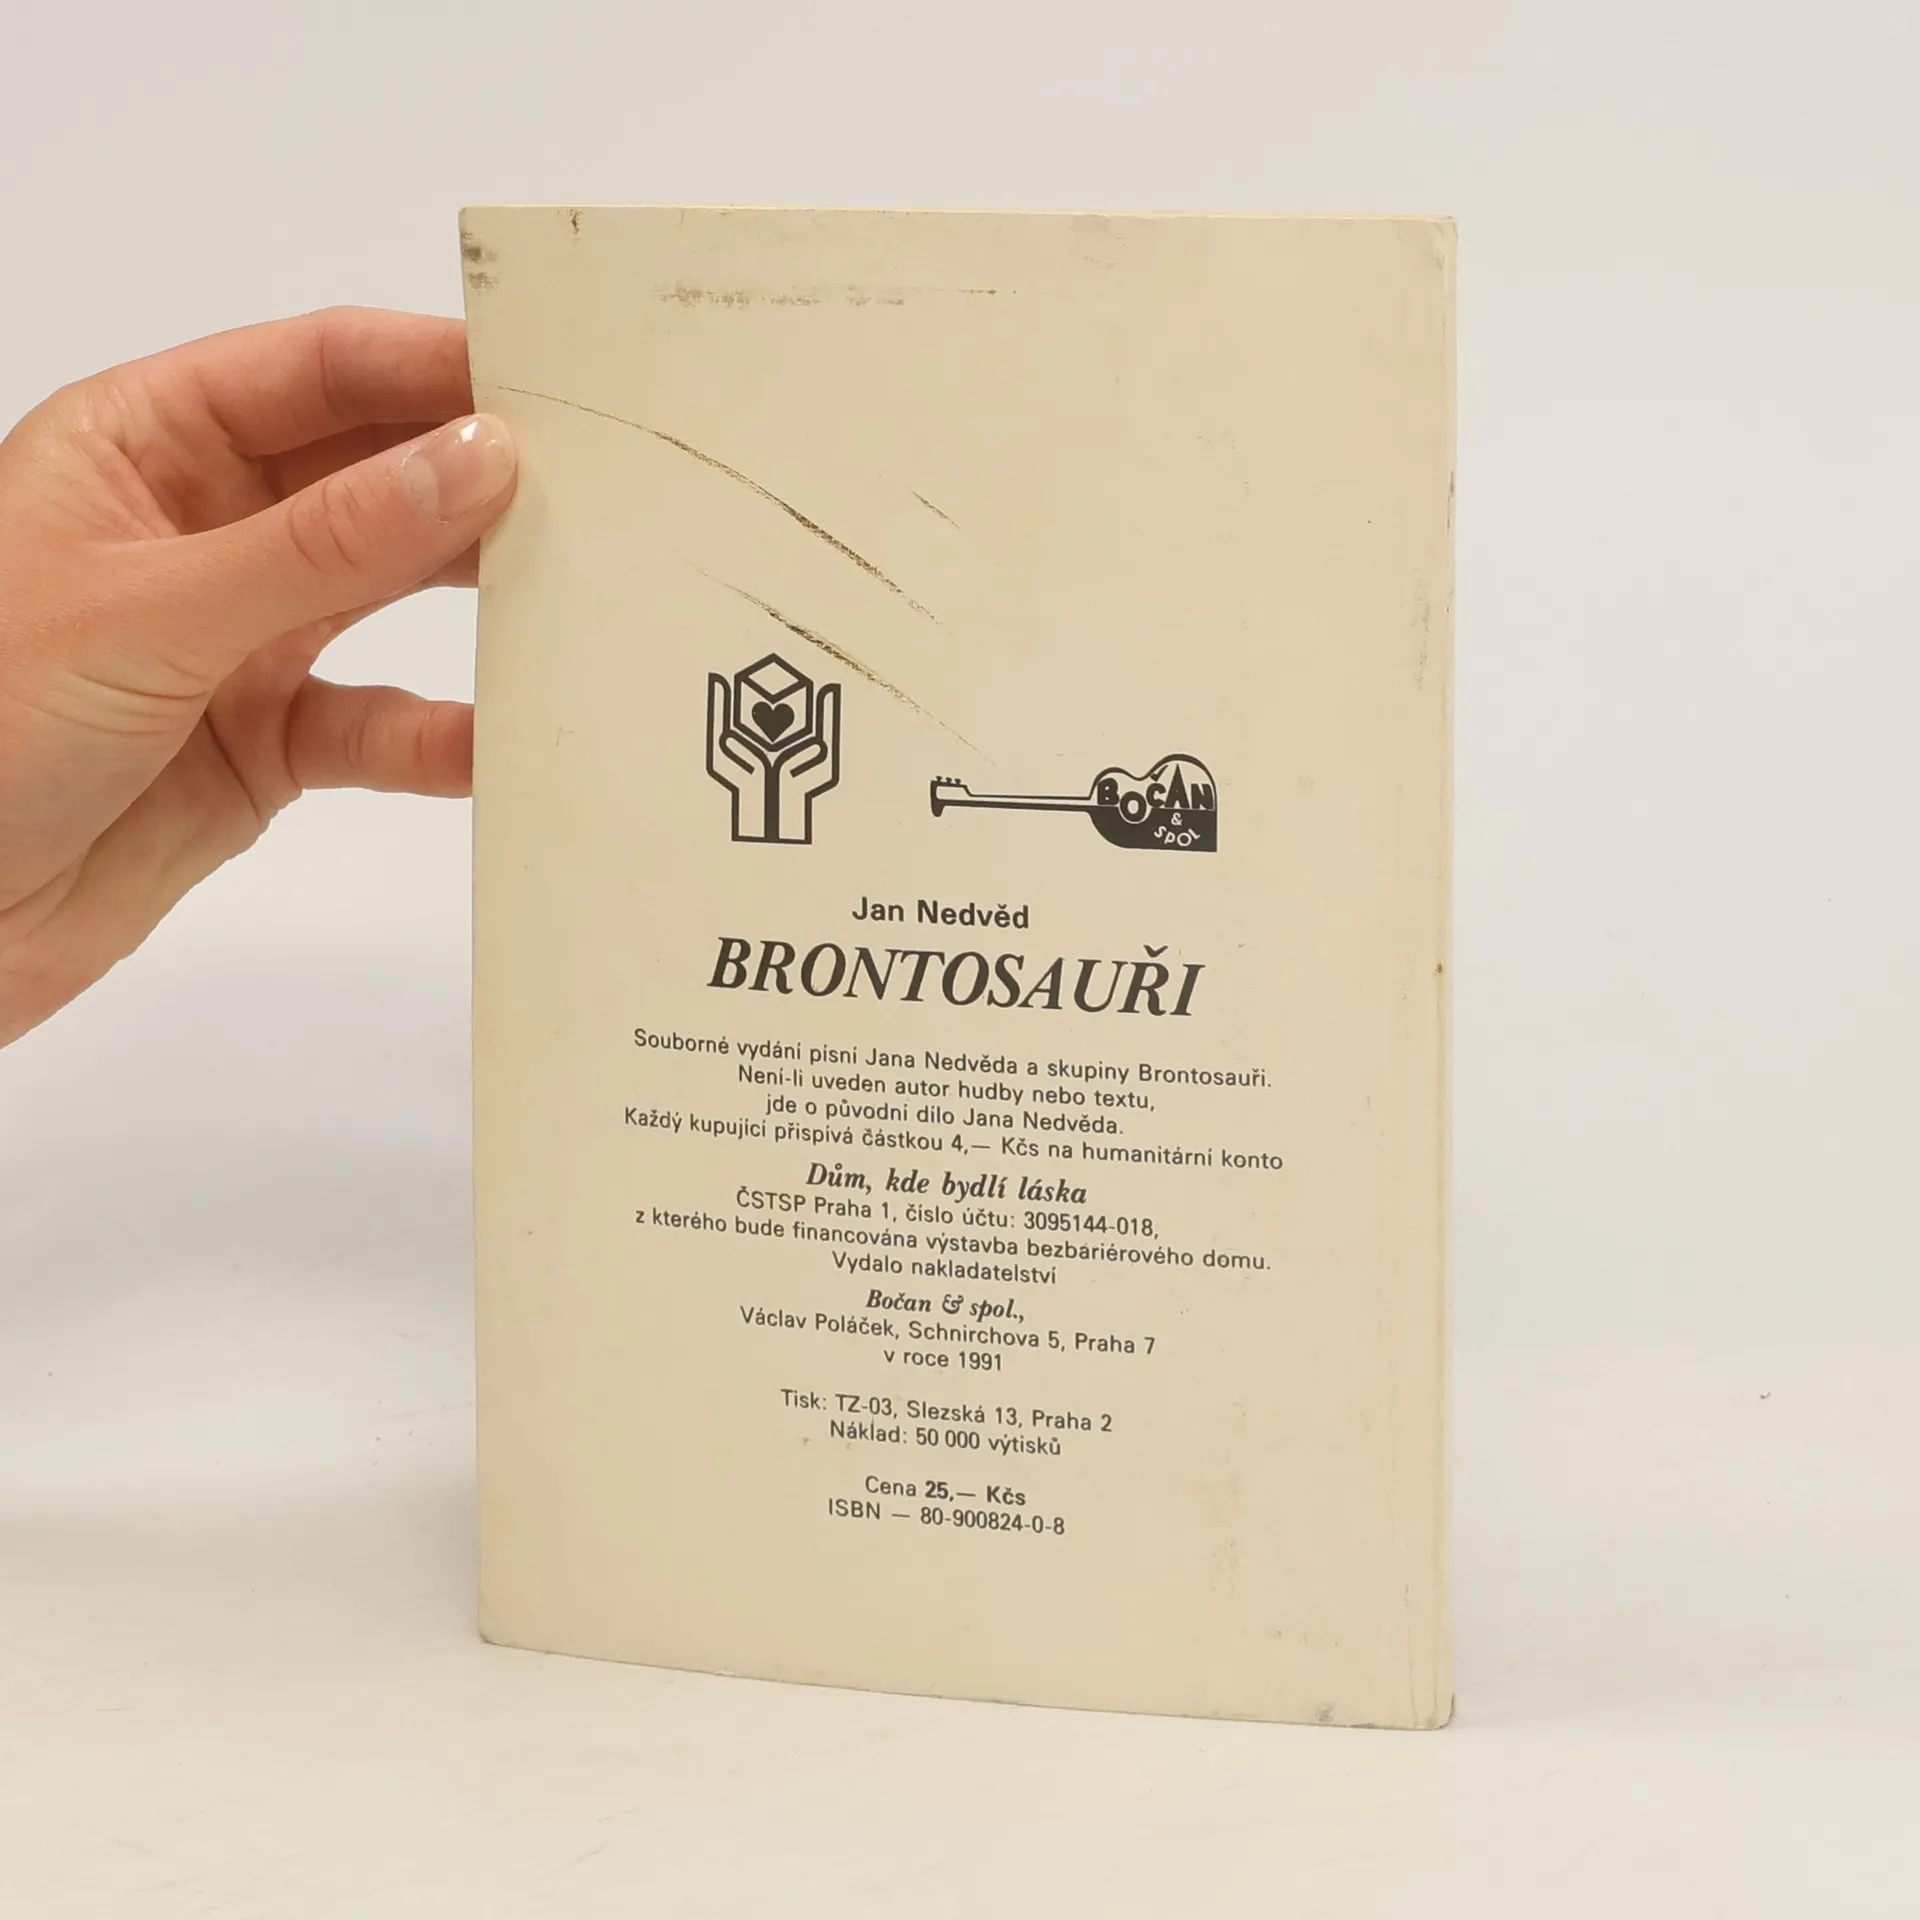 BOČAN
&
SPOL
Jan Nedvěd
BRONTOSAUŘI
Souborné vydání písní Jana Nedvěda a skupiny Brontosauři.
Není-li uveden autor hudby nebo textu,
jde o původní dílo Jana Nedvěda.
Každý kupující přispívá částkou 4,— Kčs na humanitární konto
Dům, kde bydlí láska
ČSTSP Praha 1, číslo účtu: 3095144-018,
z kterého bude financována výstavba bezbariérového domu.
Vydalo nakladatelství
Bočan & spol.,
Václav Poláček, Schnirchova 5, Praha 7
v roce 1991
Tisk: TZ-03, Slezská 13, Praha 2
Náklad: 50 000 výtisků
Cena 25,— Kčs
ISBN — 80-900824-0-8